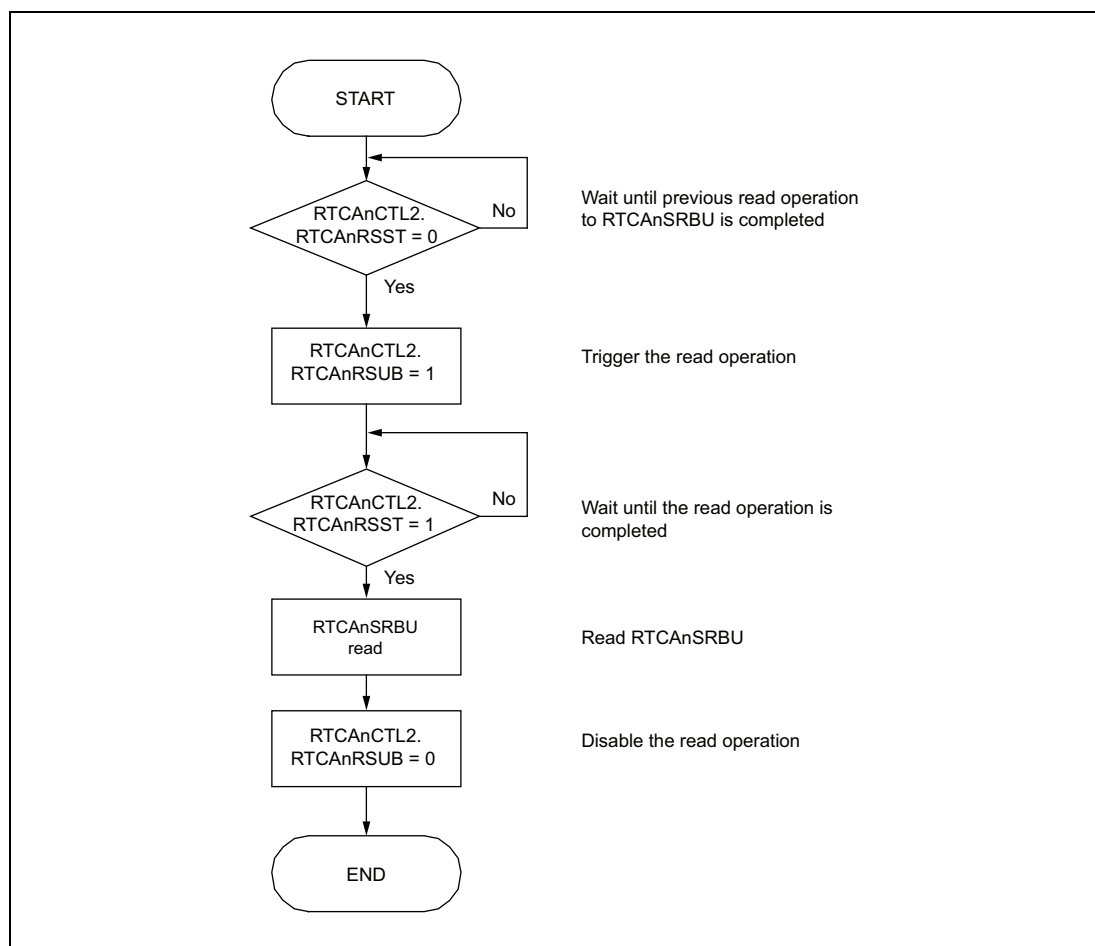 START
RTCAnCTL2.
RTCAnRSST = 0
No
Wait until previous read operation
to RTCAnSRBU is completed
Yes
RTCAnCTL2.
RTCAnRSUB = 1
Trigger the read operation
RTCAnCTL2.
RTCAnRSST = 1
No
Wait until the read operation is
completed
Yes
RTCAnSRBU
read
Read RTCAnSRBU
RTCAnCTL2.
RTCAnRSUB = 0
Disable the read operation
END